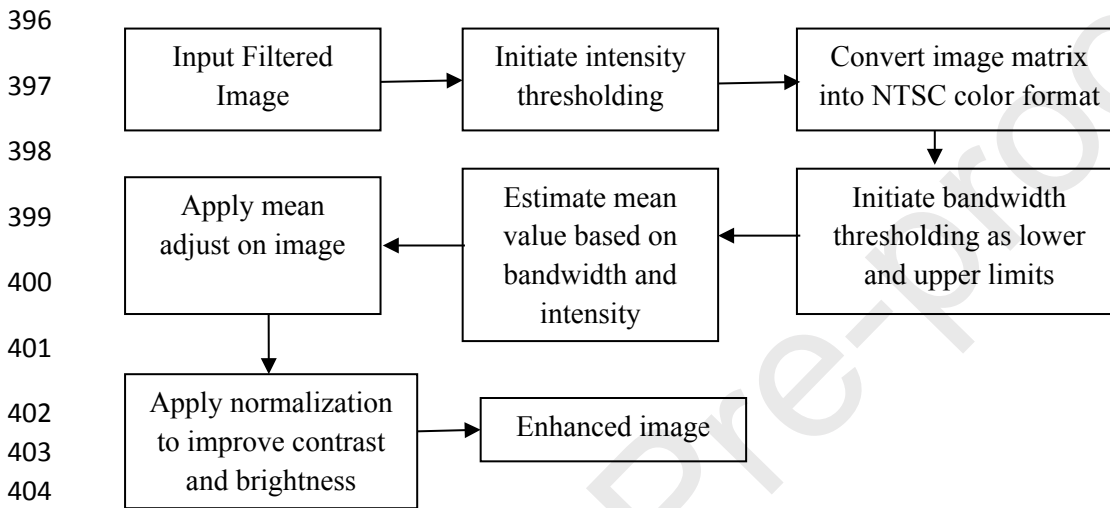 396
Input Filtered
Image
Initiate intensity
thresholding
Convert image matrix
into NTSC color format
397
398
Initiate bandwidth
thresholding as lower
and upper limits
Estimate mean
value based on
bandwidth and
intensity
Apply mean
adjust on image
399
400
401
Apply normalization
to improve contrast
and brightness
Enhanced image
402
403
404
Pre-proo